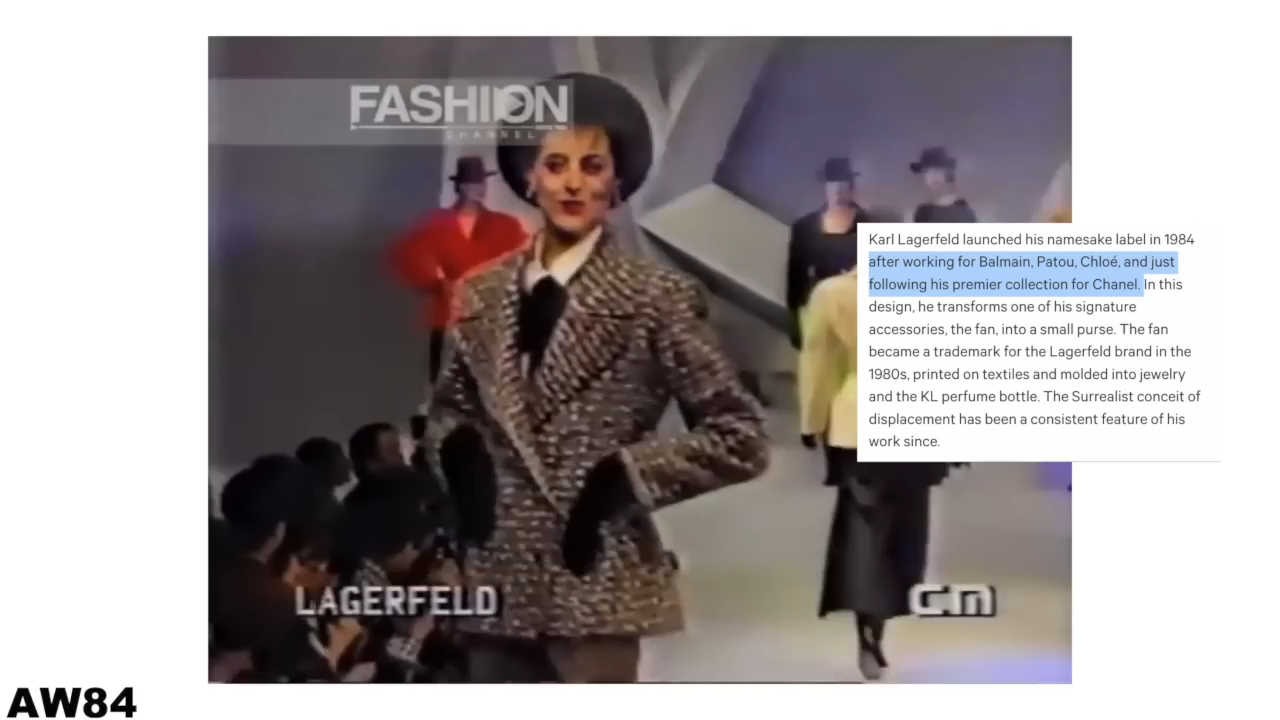 FASHION
CHANNEL
Karl Lagerfeld launched his namesake label in 1984
after working for Balmain, Patou, Chloé, and just
following his premier collection for Chanel. In this
design, he transforms one of his signature
accessories, the fan, into a small purse. The fan
became a trademark for the Lagerfeld brand in the
1980s, printed on textiles and molded into jewelry
and the KL perfume bottle. The Surrealist conceit of
displacement has been a consistent feature of his
work since.
LAGERFELD
CM
AW84